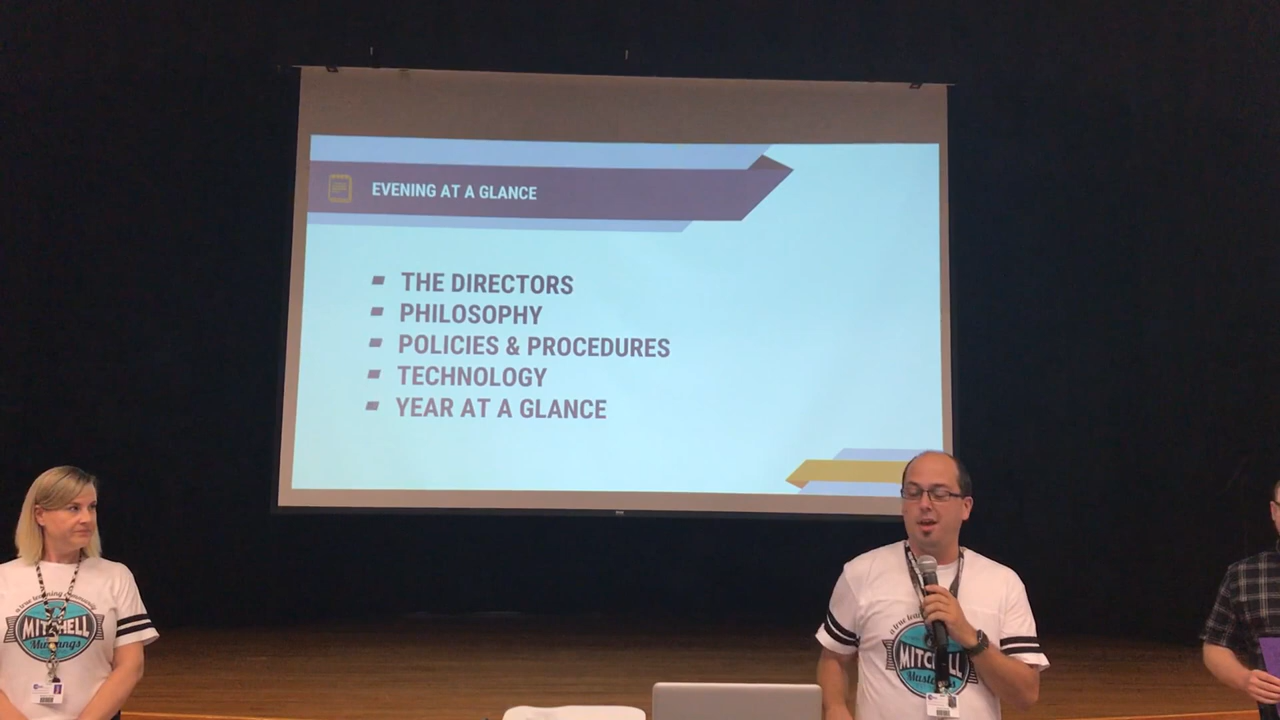 EVENING AT A GLANCE
THE DIRECTORS
PHILOSOPHY
POLICIES & PROCEDURES
TECHNOLOGY
YEAR AT A GLANCE
MITCHELL
Mustangs
MITCHELL
Mustangs